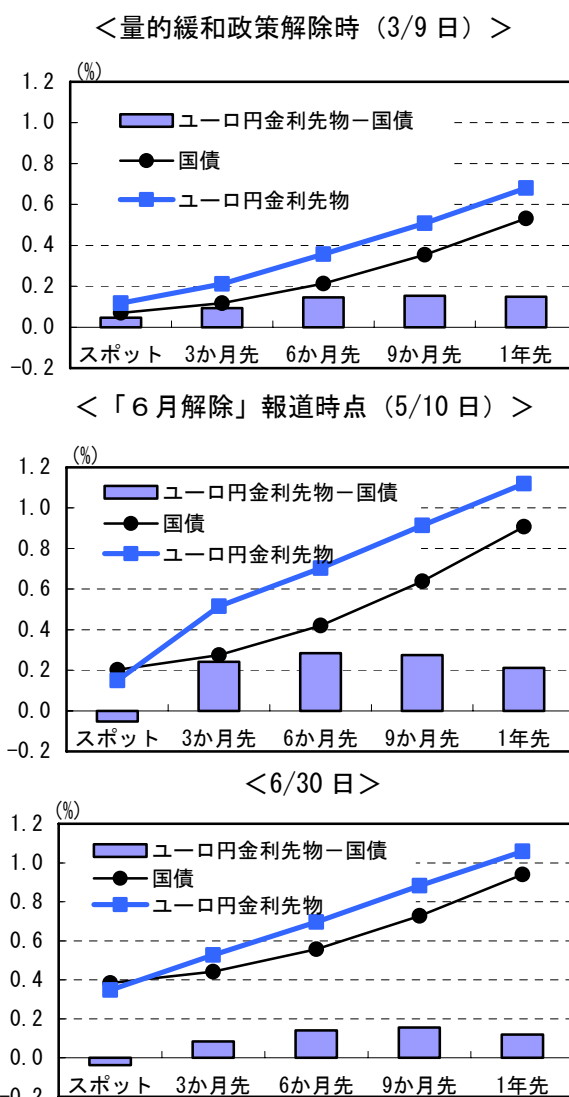 ＜量的緩和政策解除時（3/9 日）＞
(%)
1.2
1.0
0.8
0.6
0.4
0.2
0.0
-0.2
ユーロ円金利先物－国債
国債
ユーロ円金利先物
スポット 3か月先 6か月先 9か月先 1年先
＜「６月解除」報道時点（5/10 日）＞
(%)
1.2
1.0
0.8
0.6
0.4
0.2
0.0
-0.2
ユーロ円金利先物－国債
国債
ユーロ円金利先物
スポット 3か月先 6か月先 9か月先 1年先
＜6/30 日＞
(%)
1.2
1.0
0.8
0.6
0.4
0.2
0.0
-0.2
ユーロ円金利先物－国債
国債
ユーロ円金利先物
スポット 3か月先 6か月先 9か月先 1年先